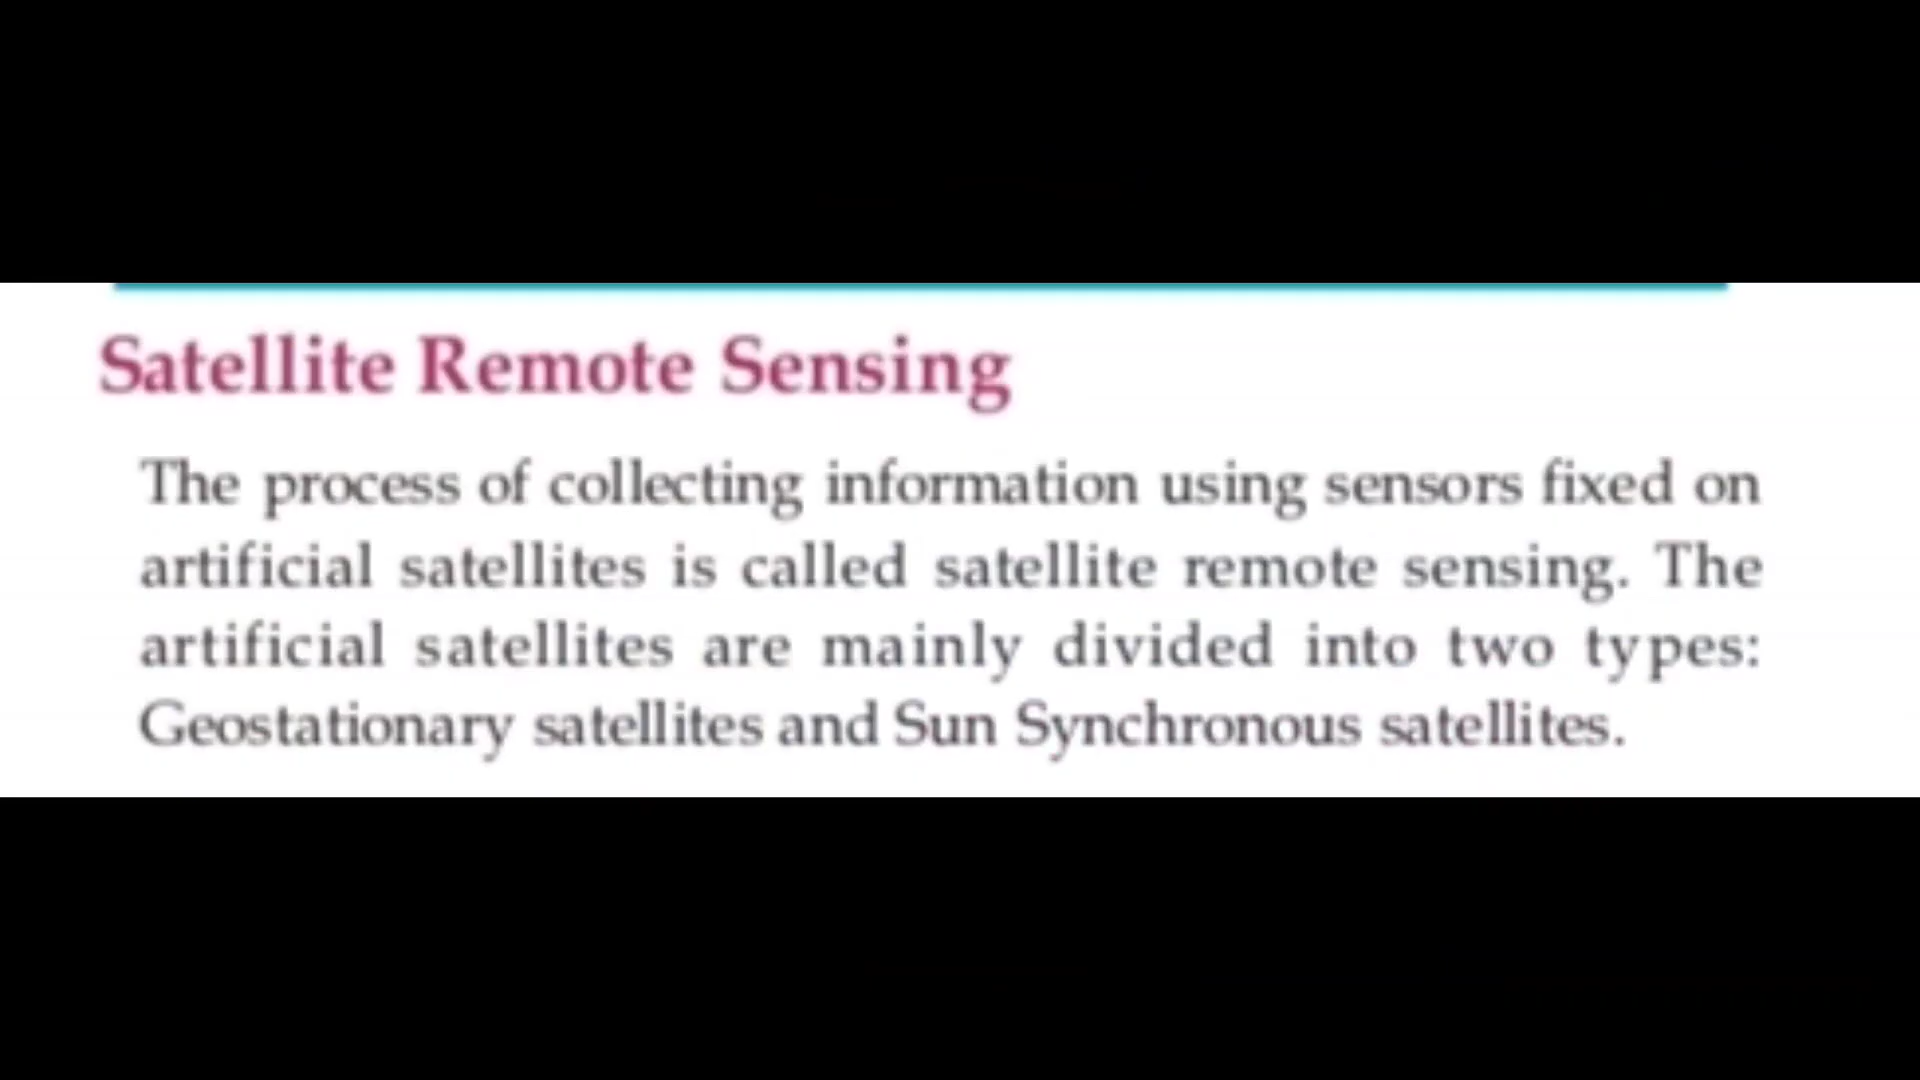 Satellite Remote Sensing
The process of collecting information using sensors fixed on
artificial satellites is called satellite remote sensing. The
artificial satellites are mainly divided into two types:
Geostationary satellites and Sun Synchronous satellites.